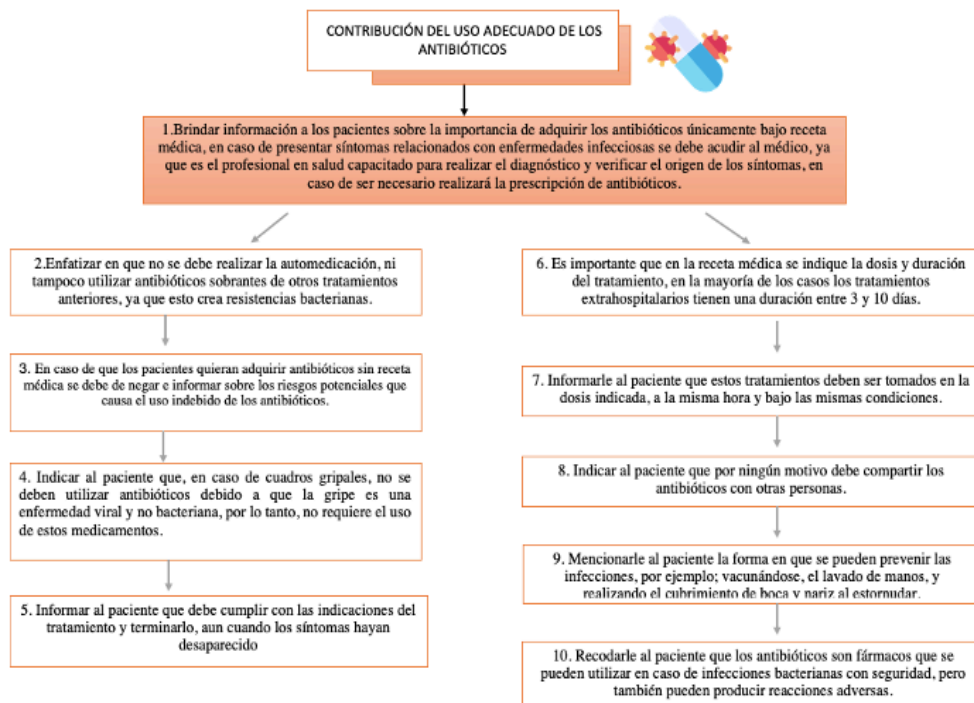 CONTRIBUCIÓN DEL USO ADECUADO DE LOS
ANTIBIÓTICOS
1.Brindar información a los pacientes sobre la importancia de adquirir los antibióticos únicamente bajo receta
médica, en caso de presentar síntomas relacionados con enfermedades infecciosas se debe acudir al médico, ya
que es el profesional en salud capacitado para realizar el diagnóstico y verificar el origen de los síntomas, en
caso de ser necesario realizará la prescripción de antibióticos.
2.Enfatizar en que no se debe realizar la automedicación, ni
tampoco utilizar antibióticos sobrantes de otros tratamientos
anteriores, ya que esto crea resistencias bacterianas.
3. En caso de que los pacientes quieran adquirir antibióticos sin receta
médica se debe de negar e informar sobre los riesgos potenciales que
causa el uso indebido de los antibióticos.
4. Indicar al paciente que, en caso de cuadros gripales, no se
deben utilizar antibióticos debido a que la gripe es una
enfermedad viral y no bacteriana, por lo tanto, no requiere el uso
de estos medicamentos.
5. Informar al paciente que debe cumplir con las indicaciones del
tratamiento y terminarlo, aun cuando los síntomas hayan
desaparecido
6. Es importante que en la receta médica se indique la dosis y duración
del tratamiento, en la mayoría de los casos los tratamientos
extrahospitalarios tienen una duración entre 3 y 10 días.
7. Informarle al paciente que estos tratamientos deben ser tomados en la
dosis indicada, a la misma hora y bajo las mismas condiciones.
8. Indicar al paciente que por ningún motivo debe compartir los
antibióticos con otras personas.
9. Mencionarle al paciente la forma en que se pueden prevenir las
infecciones, por ejemplo; vacunándose, el lavado de manos, y
realizando el cubrimiento de boca y nariz al estornudar.
10. Recodarle al paciente que los antibióticos son fármacos que se
pueden utilizar en caso de infecciones bacterianas con seguridad, pero
también pueden producir reacciones adversas.